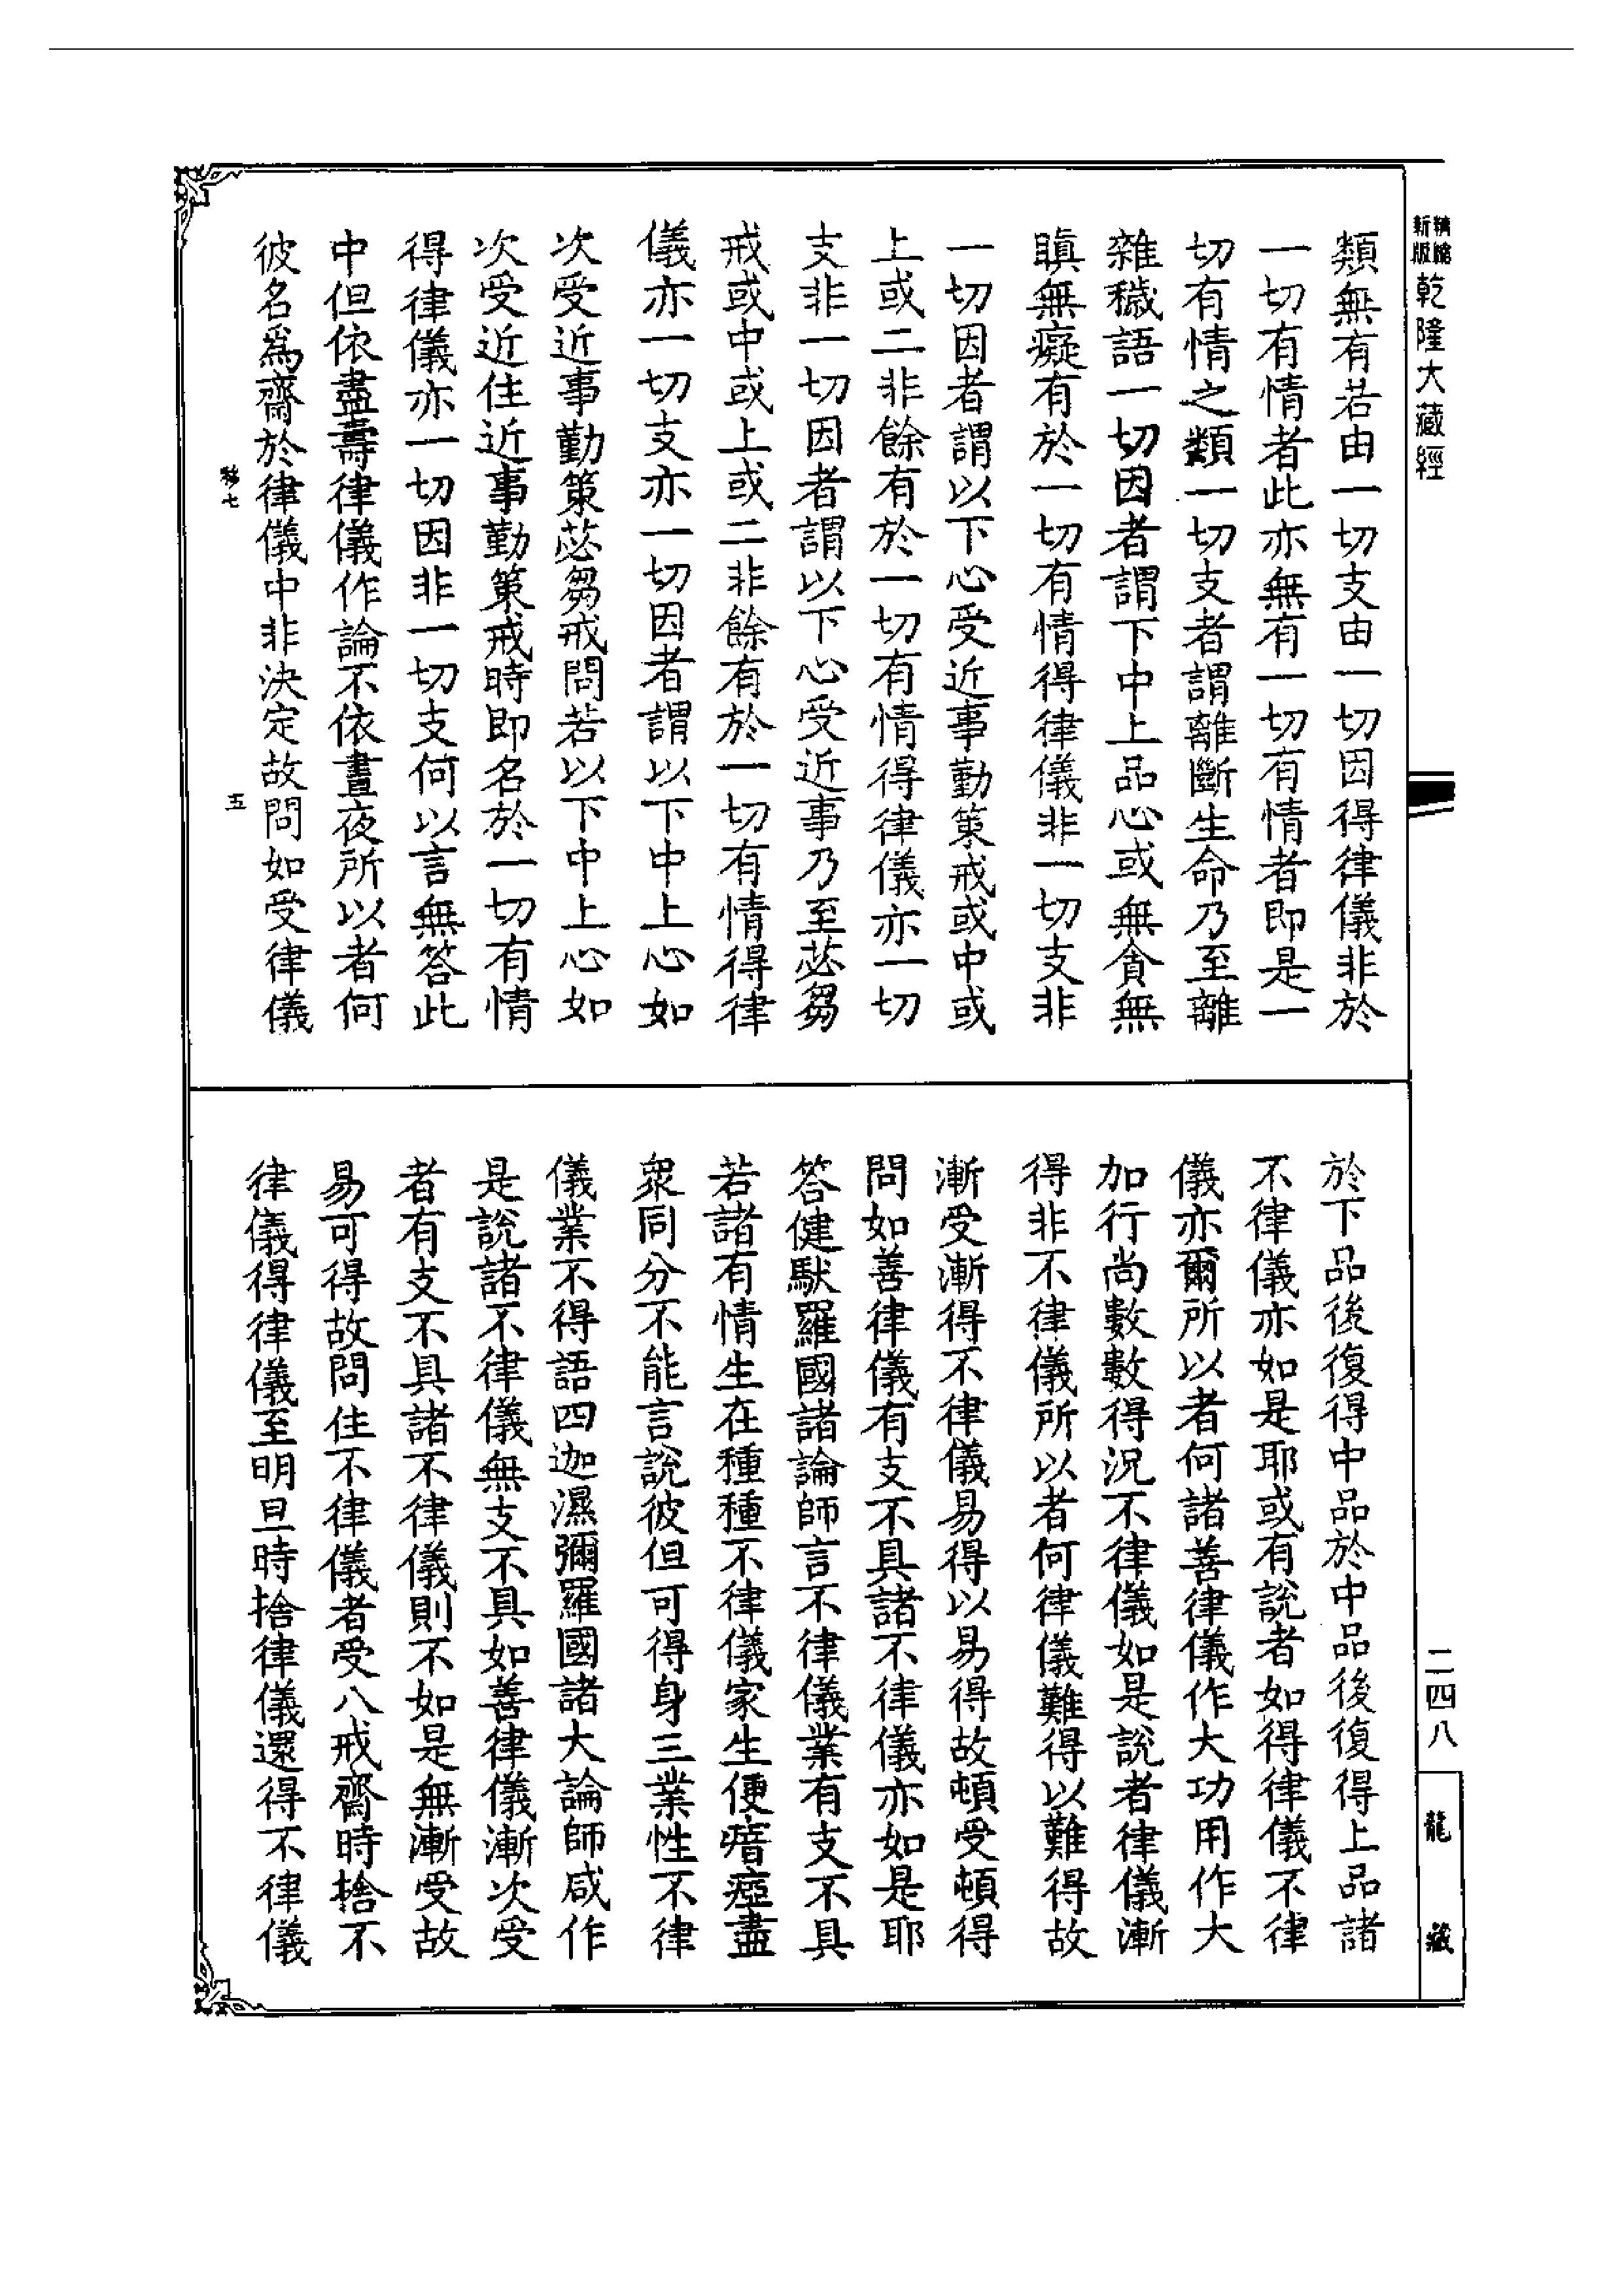 精縮
新版
乾隆大藏經
類無有若由一切支由一切因得律儀非於
一切有情者此亦無有一切有情者即是一
切有情之類一切支者謂離斷生命乃至離
雜穢語一切因者謂下中上品心或無貪無
瞋無癡有於一切有情得律儀非一切支非
一切因者謂以下心受近事勤策戒或中或
上或二非餘有於一切有情得律儀亦一切
支非一切因者謂以下心受近事乃至苾芻
戒或中或上或二非餘有於一切有情得律
儀亦一切支亦一切因者謂以下中上心如
次受近事勤策苾芻戒問若以下中上心如
次受近住近事勤策戒時即名於一切有情
得律儀亦一切因非一切支何以言無答此
中但依盡壽律儀作論不依晝夜所以者何
彼名爲齋於律儀中非決定故問如受律儀
五
於下品後復得中品於中品後復得上品諸
不律儀亦如是耶或有說者如得律儀不律
儀亦爾所以者何諸善律儀作大功用作大
加行尚數數得況不律儀如是說者律儀漸
得非不律儀所以者何律儀難得以難得故
漸受漸得不律儀易得以易得故頓受頓得
問如善律儀有支不具諸不律儀亦如是耶
答健馱羅國諸論師言不律儀業有支不具
若諸有情生在種種不律儀家生便瘖瘂盡
衆同分不能言說彼但可得身三業性不律
儀業不得語四迦濕彌羅國諸大論師咸作
是說諸不律儀無支不具如善律儀漸次受
者有支不具諸不律儀則不如是無漸受故
易可得故問住不律儀者受八戒齋時捨不
律儀得律儀至明旦時捨律儀還得不律儀
二四八
龍藏